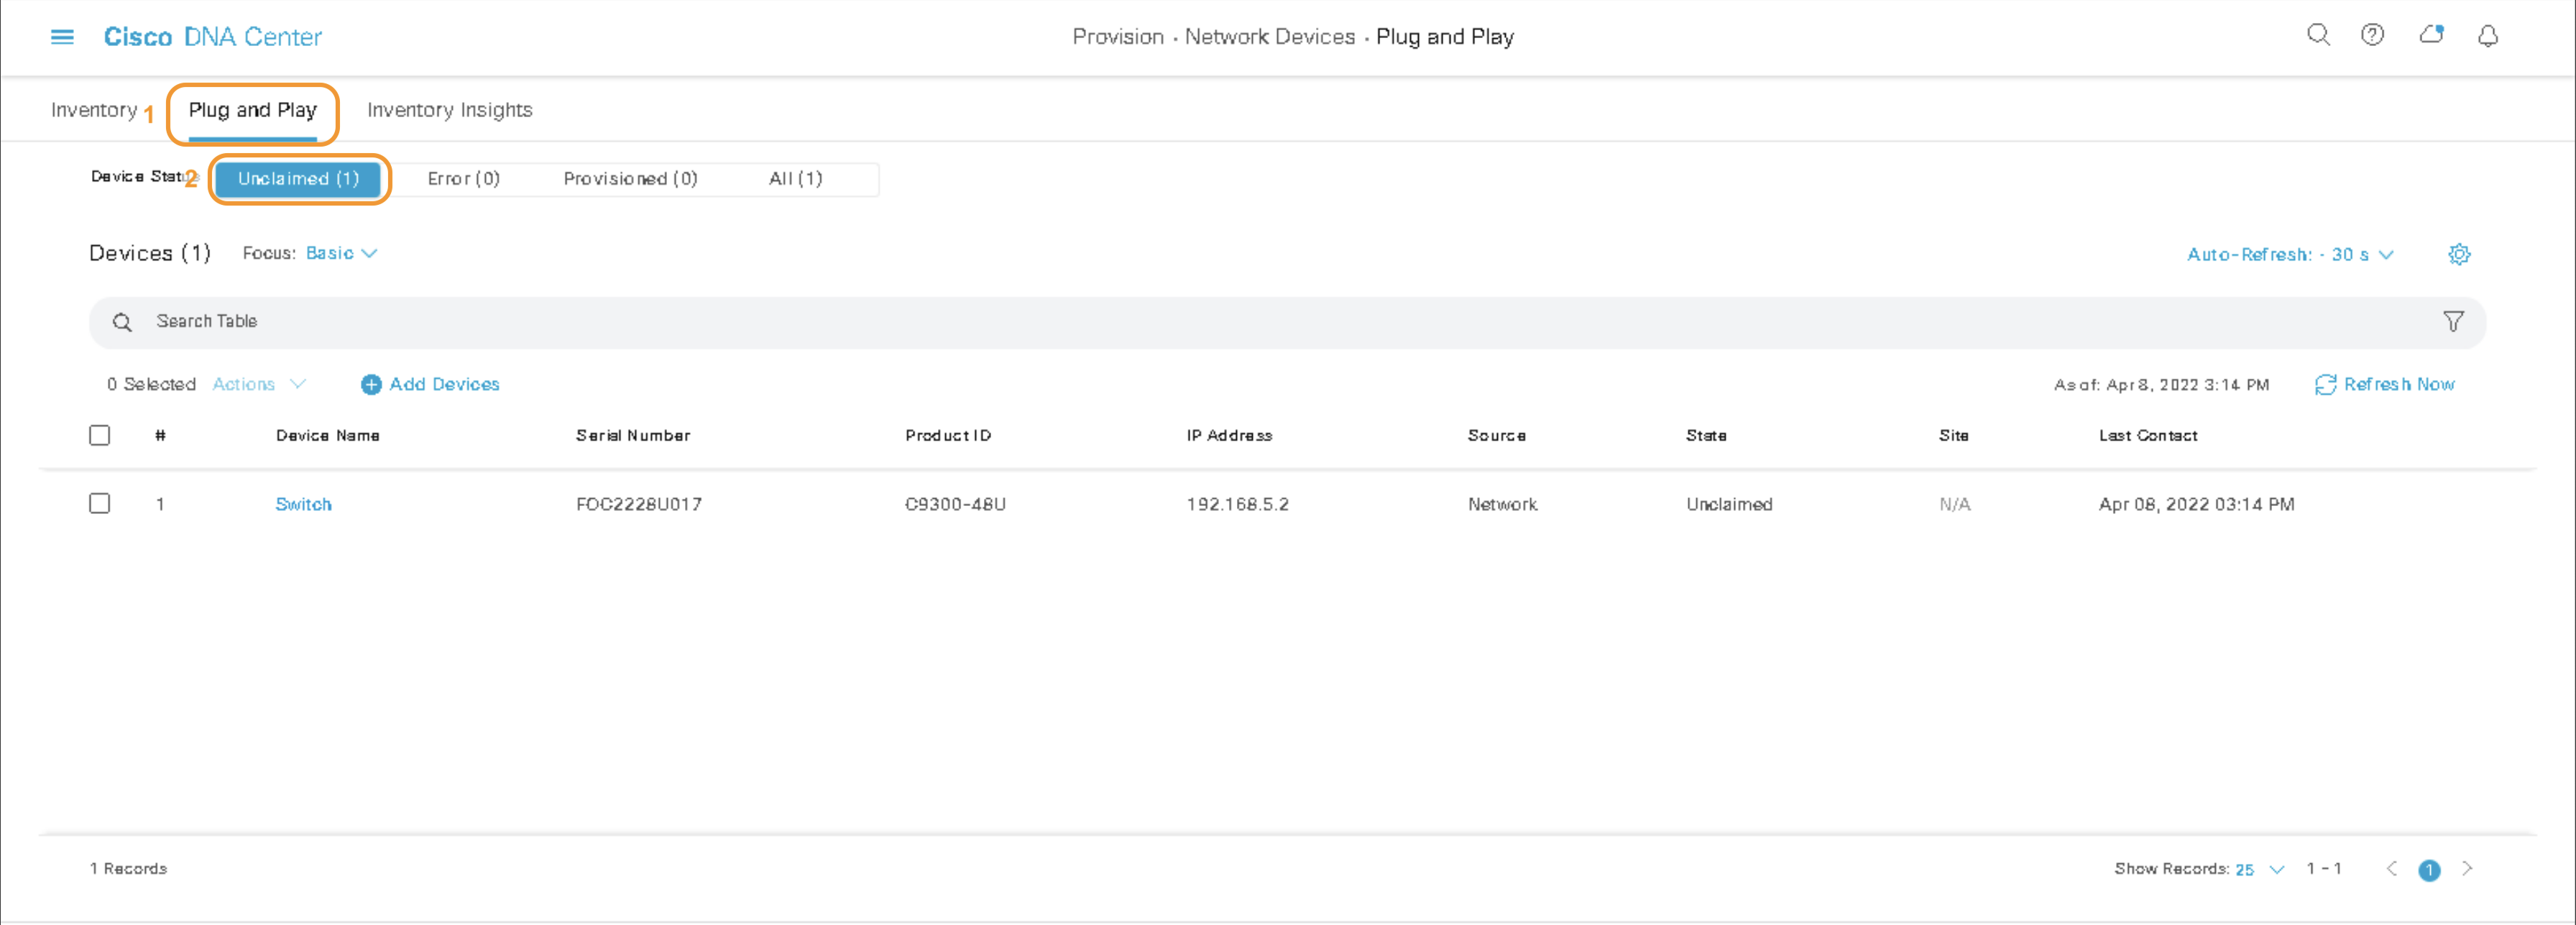 Cisco DNA Center
Provision · Network Devices · Plug and Play
Inventory 1 Plug and Play Inventory Insights
Device Status 2 Unclaimed (1) Error (0) Provisioned (0) All (1)
Devices (1) Focus: Basic Auto-Refresh: - 30 s
Search Table
0 Selected Actions Add Devices As of: Apr 8, 2022 3:14 PM Refresh Now
# Device Name Serial Number Product ID IP Address Source State Site Last Contact
1 Switch FOC2228U017 C9300-48U 192.168.5.2 Network Unclaimed N/A Apr 08, 2022 03:14 PM
1 Records Show Records: 25 1 - 1 1